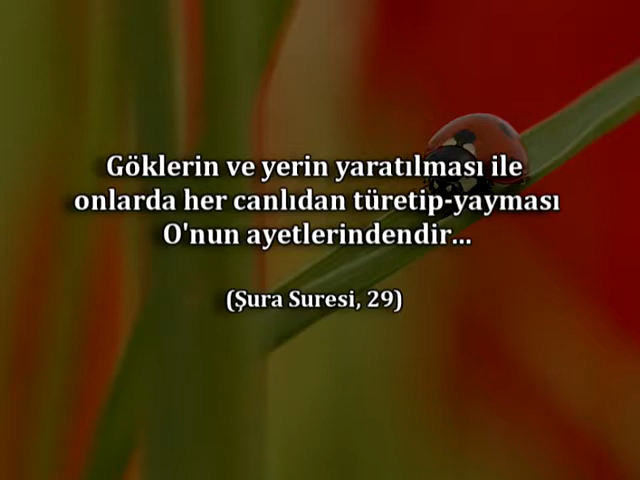 Göklerin ve yerin yaratılması ile
onlarda her canlıdan türetip-yayması
O'nun ayetlerindendir...
(Şura Suresi, 29)